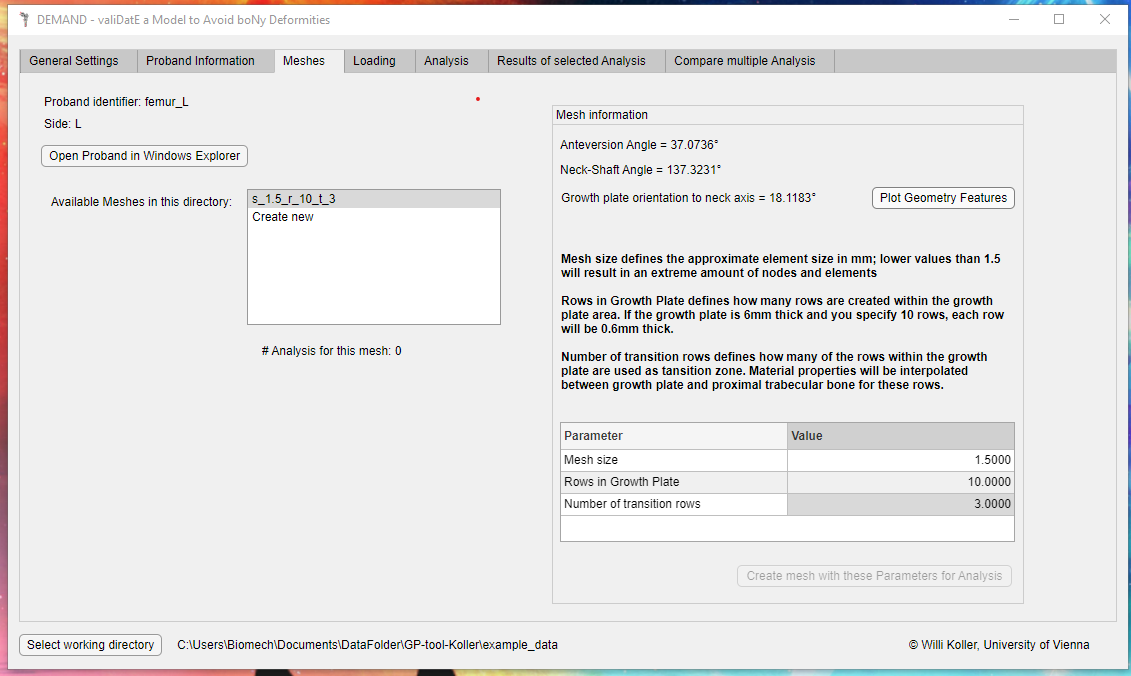 DEMAND - valiDatE a Model to Avoid boNy Deformities
General Settings
Proband Information
Meshes
Loading
Analysis
Results of selected Analysis
Compare multiple Analysis
Proband identifier: femur_L
Side: L
Open Proband in Windows Explorer
Available Meshes in this directory:
s_1.5_r_10_t_3
Create new
# Analysis for this mesh: 0
Mesh information
Anteversion Angle = 37.0736°
Neck-Shaft Angle = 137.3231°
Growth plate orientation to neck axis = 18.1183°
Plot Geometry Features
Mesh size defines the approximate element size in mm; lower values than 1.5
will result in an extreme amount of nodes and elements
Rows in Growth Plate defines how many rows are created within the growth
plate area. If the growth plate is 6mm thick and you specify 10 rows, each row
will be 0.6mm thick.
Number of transition rows defines how many of the rows within the growth
plate are used as tansition zone. Material properties will be interpolated
between growth plate and proximal trabecular bone for these rows.
Parameter Value
Mesh size 1.5000
Rows in Growth Plate 10.0000
Number of transition rows 3.0000
Create mesh with these Parameters for Analysis
Select working directory
C:\Users\Biomech\Documents\DataFolder\GP-tool-Koller\example_data
© Willi Koller, University of Vienna